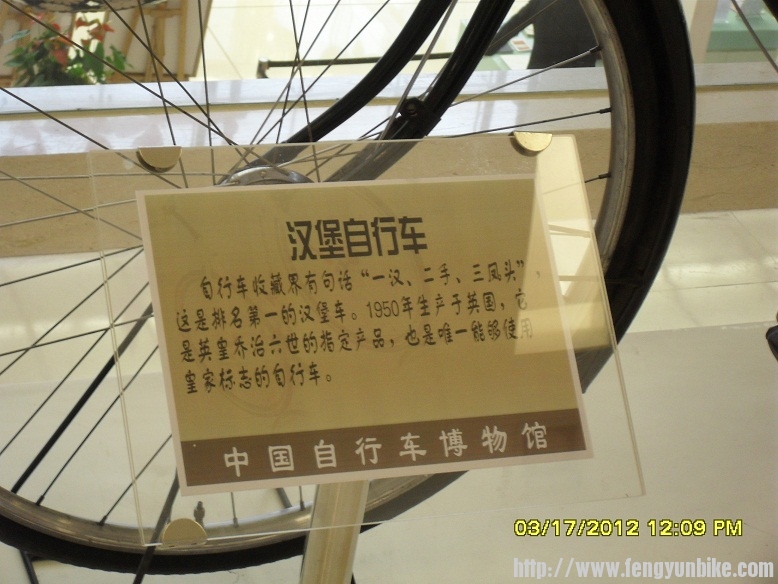 汉堡自行车
自行车收藏界有句话“一汉、二手、三凤头”，
这是排名第一的汉堡车。1950年生产于英国，它
是英皇乔治六世的指定产品，也是唯一能够使用
皇家标志的自行车。
中国自行车博物馆
03/17/2012 12:09 PM
http://www.fengyunbike.com